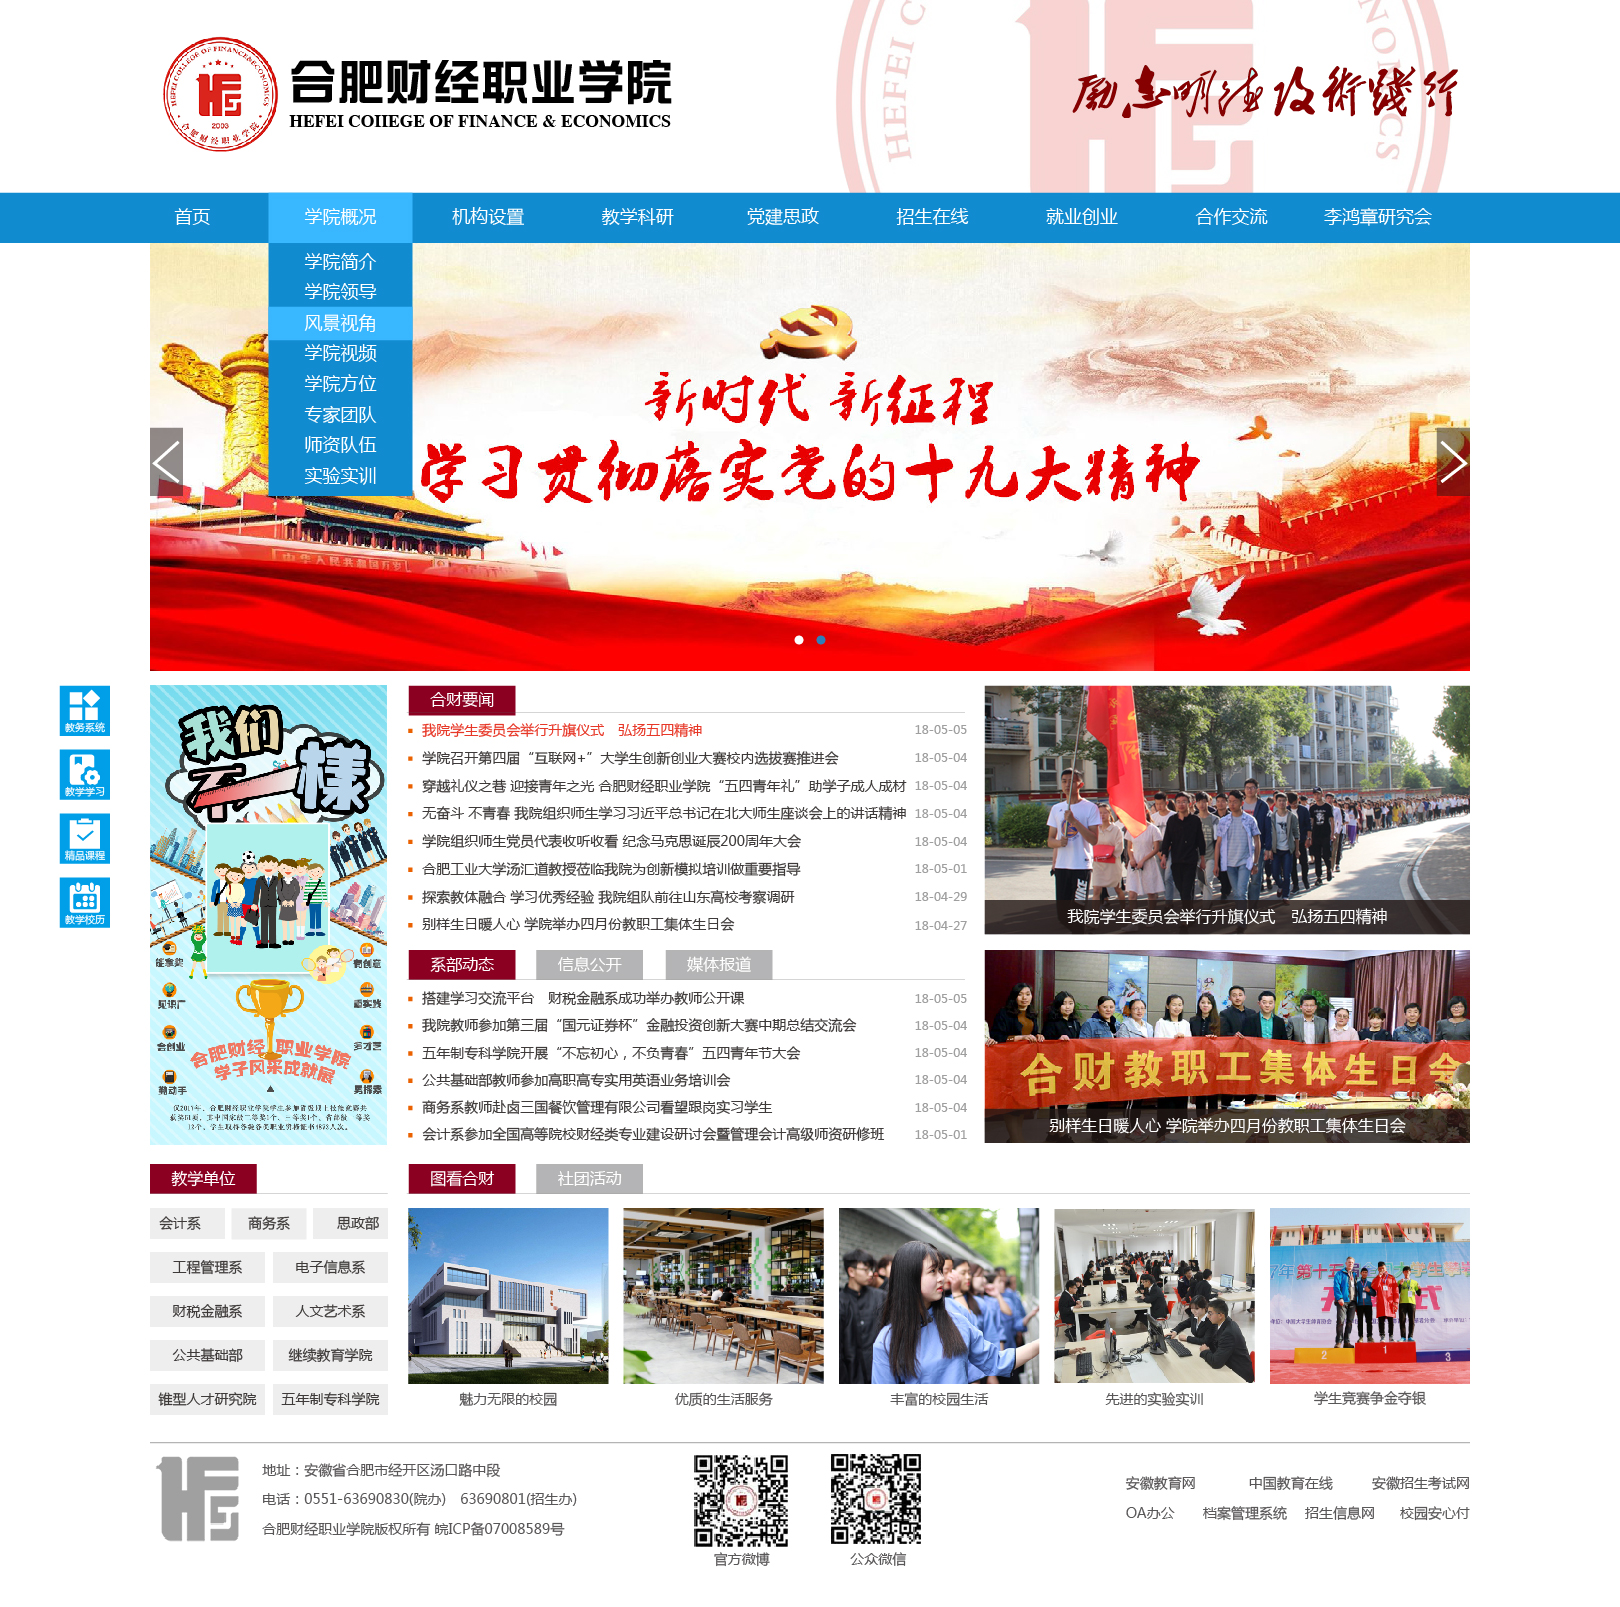 HEFEI COLLEGE OF FINANCE&ECONOMICS
2003
合肥财经职业学院
合肥财经职业学院
HEFEI COIIEGE OF FINANCE & ECONOMICS
励志明德 技术践行
首页
学院概况
机构设置
教学科研
党建思政
招生在线
就业创业
合作交流
李鸿章研究会
学院简介
学院领导
风景视角
学院视频
学院方位
专家团队
师资队伍
实验实训
新时代 新征程
学习贯彻落实党的十九大精神
中华人民共和国万岁
教务系统
教学学习
精品课程
教学校历
我们
不一樣
有创意
见识广
重实践
会创业
多才艺
勤动手
合肥财经职业学院
学子风采成就展
合财要闻
我院学生委员会举行升旗仪式 弘扬五四精神 18-05-05
学院召开第四届“互联网+”大学生创新创业大赛校内选拔赛推进会 18-05-04
穿越礼仪之巷 迎接青年之光 合肥财经职业学院“五四青年礼”助学子成人成材 18-05-04
无奋斗 不青春 我院组织师生学习习近平总书记在北大师生座谈会上的讲话精神 18-05-04
学院组织师生党员代表收听收看 纪念马克思诞辰200周年大会 18-05-04
合肥工业大学汤汇道教授莅临我院为创新模拟培训做重要指导 18-05-01
探索教体融合 学习优秀经验 我院组队前往山东高校考察调研 18-04-29
别样生日暖人心 学院举办四月份教职工集体生日会 18-04-27
系部动态
信息公开
媒体报道
搭建学习交流平台 财税金融系成功举办教师公开课 18-05-05
我院教师参加第三届“国元证券杯”金融投资创新大赛中期总结交流会 18-05-04
五年制专科学院开展“不忘初心，不负青春”五四青年节大会 18-05-04
公共基础部教师参加高职高专实用英语业务培训会 18-05-04
商务系教师赴卤三国餐饮管理有限公司看望跟岗实习学生 18-05-04
会计系参加全国高等院校财经类专业建设研讨会暨管理会计高级师资研修班 18-05-01
我院学生委员会举行升旗仪式 弘扬五四精神
合财教职工集体生日会
别样生日暖人心 学院举办四月份教职工集体生日会
教学单位
会计系
商务系
思政部
工程管理系
电子信息系
财税金融系
人文艺术系
公共基础部
继续教育学院
锥型人才研究院
五年制专科学院
图看合财
社团活动
2
1
3
魅力无限的校园
优质的生活服务
丰富的校园生活
先进的实验实训
学生竞赛争金夺银
地址：安徽省合肥市经开区汤口路中段
电话：0551-63690830(院办) 63690801(招生办)
合肥财经职业学院版权所有 皖ICP备07008589号
官方微博
公众微信
安徽教育网
中国教育在线
安徽招生考试网
OA办公
档案管理系统
招生信息网
校园安心付